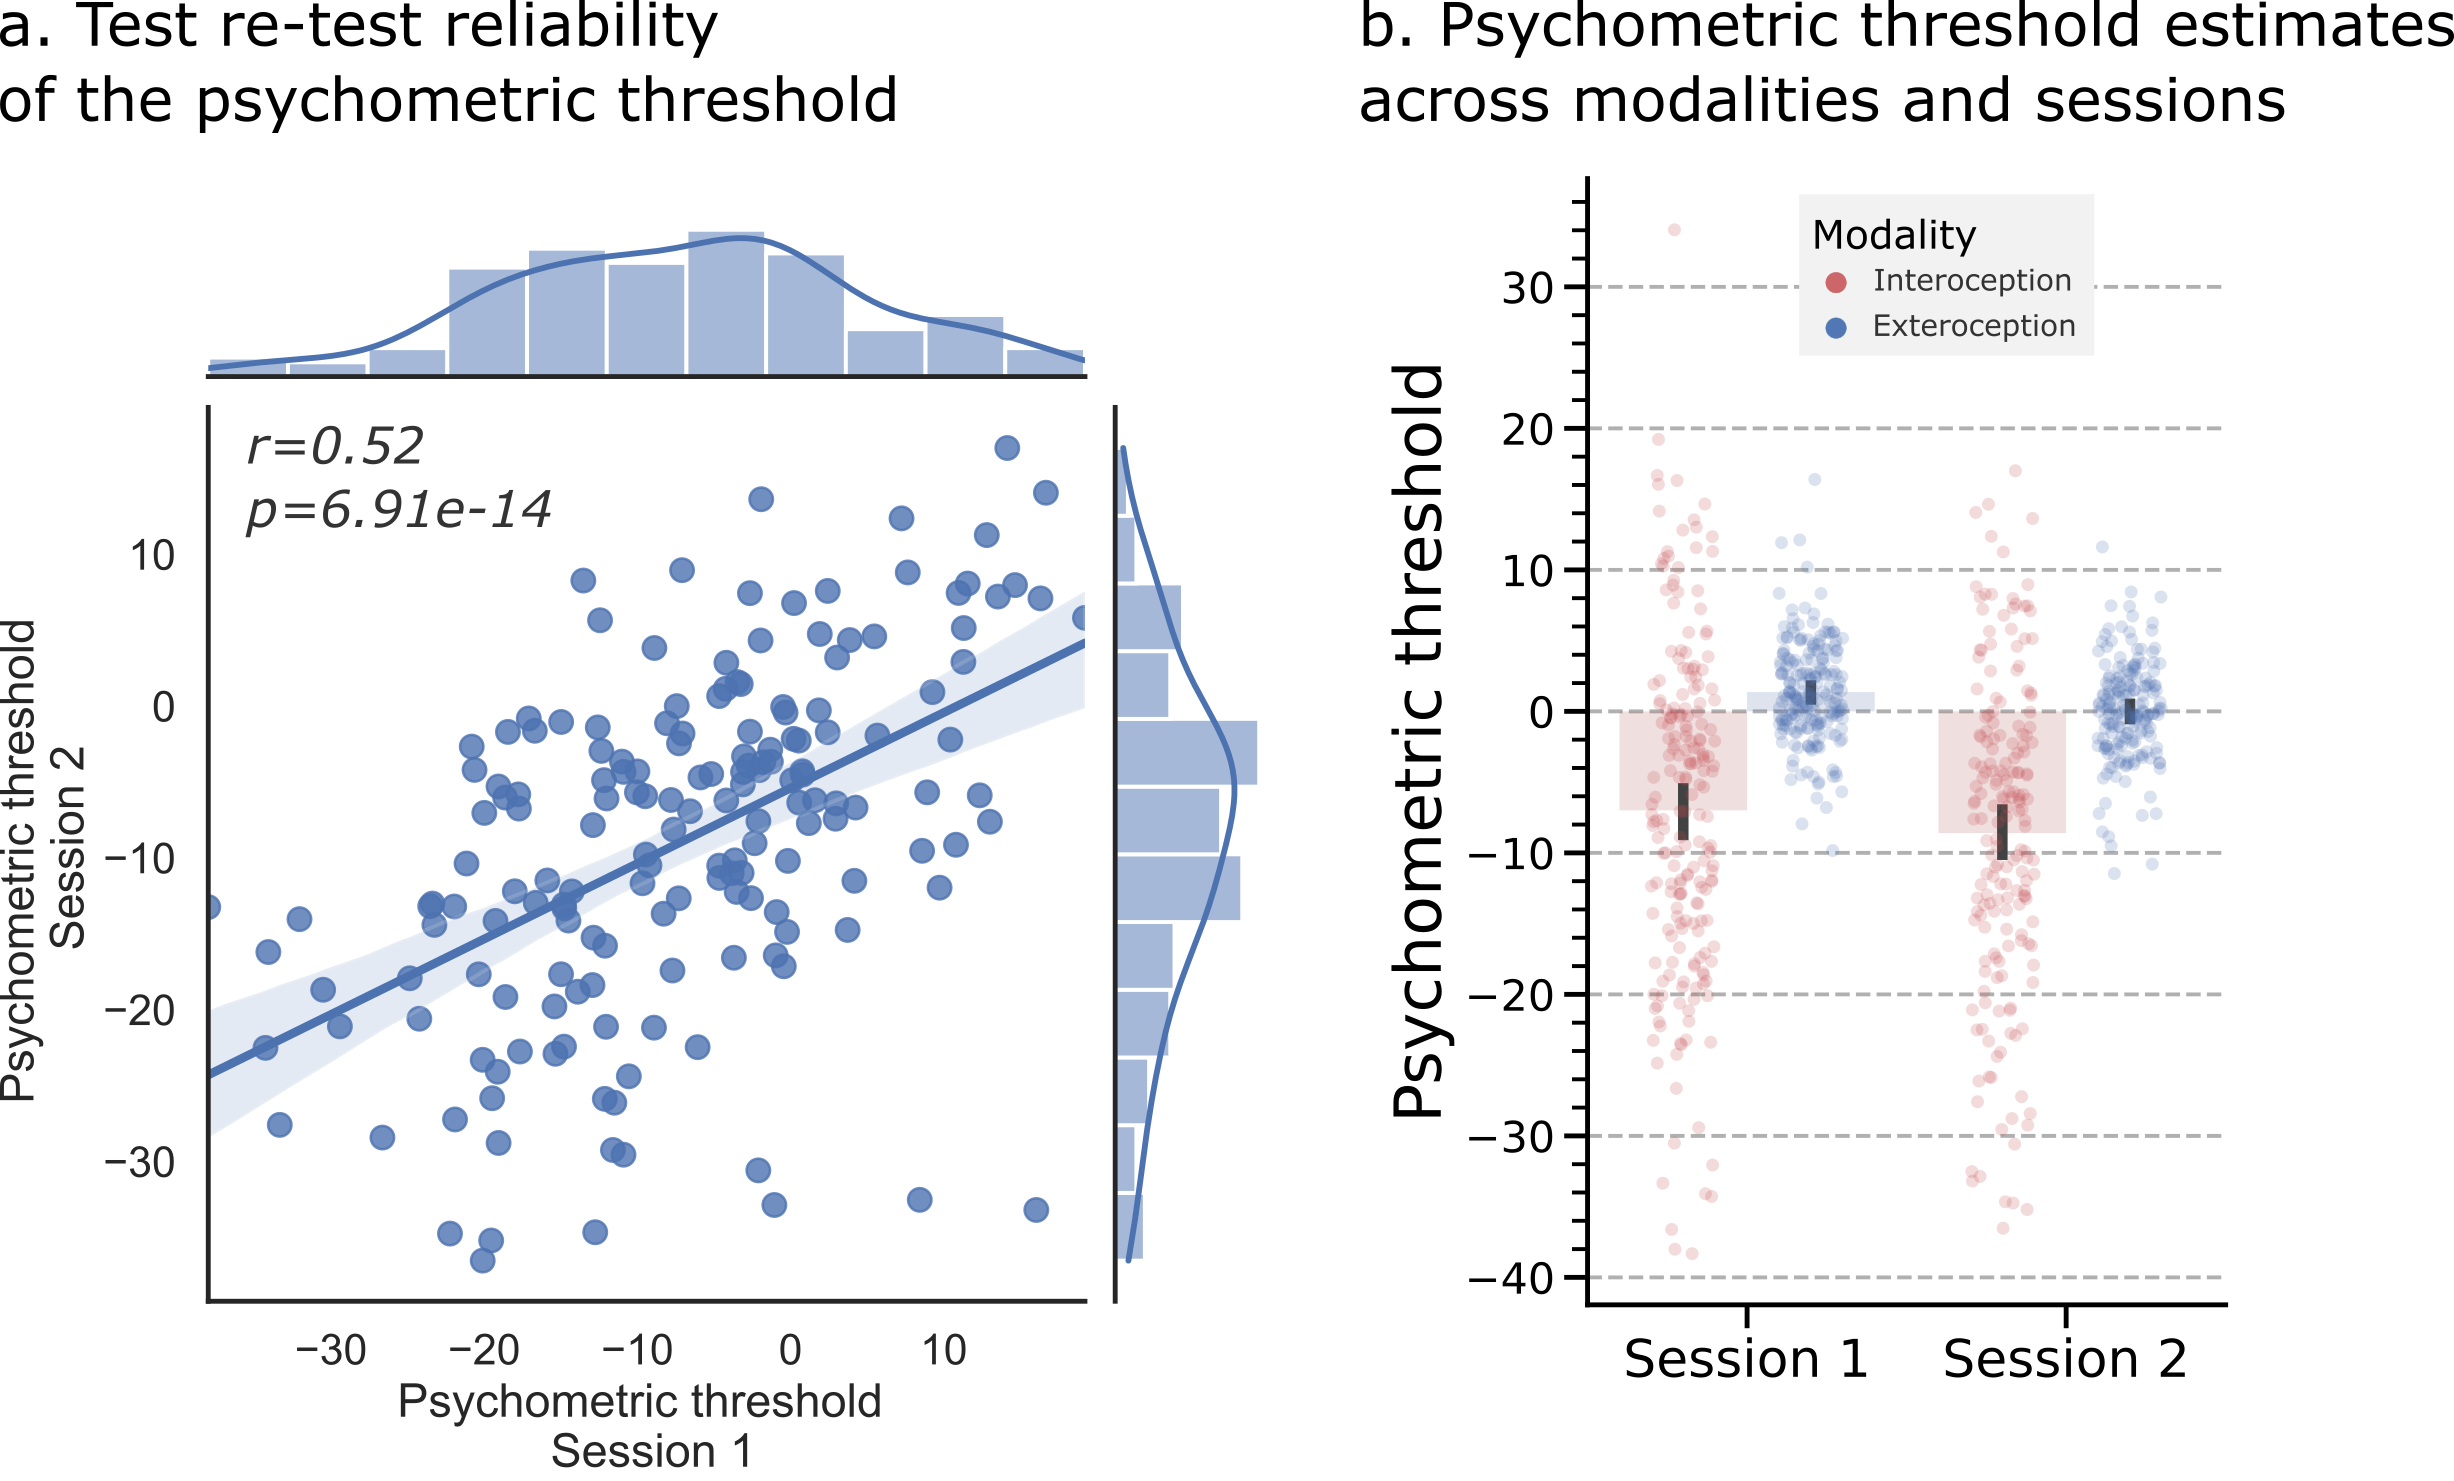 a. Test re-test reliability
of the psychometric threshold
r=0.52
p=6.91e-14
10
0
−10
−20
−30
Psychometric threshold
Session 2
−30
−20
−10
0
10
Psychometric threshold
Session 1
b. Psychometric threshold estimates
across modalities and sessions
Modality
Interoception
Exteroception
30
20
10
0
−10
−20
−30
−40
Psychometric threshold
Session 1
Session 2